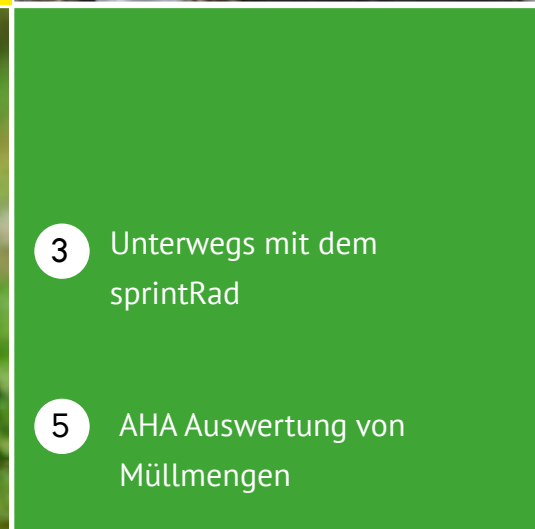 3 Unterwegs mit dem
sprintRad
5 AHA Auswertung von
Müllmengen